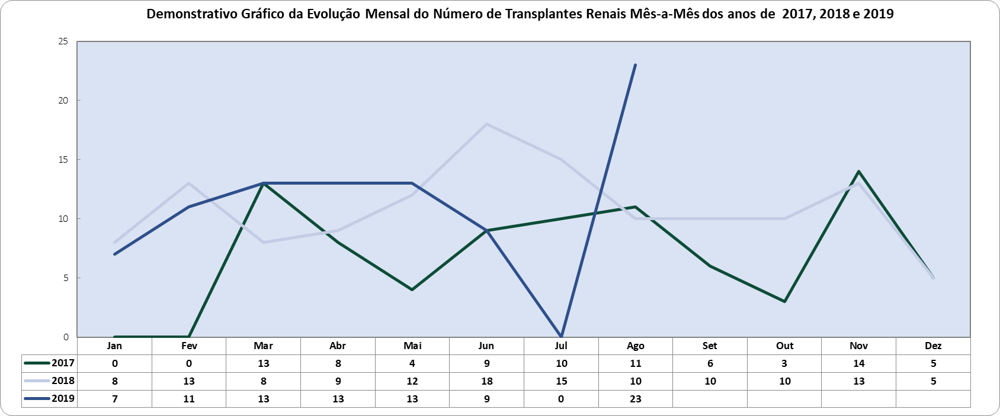 Demonstrativo Gráfico da Evolução Mensal do Número de Transplantes Renais Mês-a-Mês dos anos de 2017, 2018 e 2019
25
20
15
10
5
0
Jan Fev Mar Abr Mai Jun Jul Ago Set Out Nov Dez
2017 0 0 13 8 4 9 10 11 6 3 14 5
2018 8 13 8 9 12 18 15 10 10 10 13 5
2019 7 11 13 13 13 9 0 23